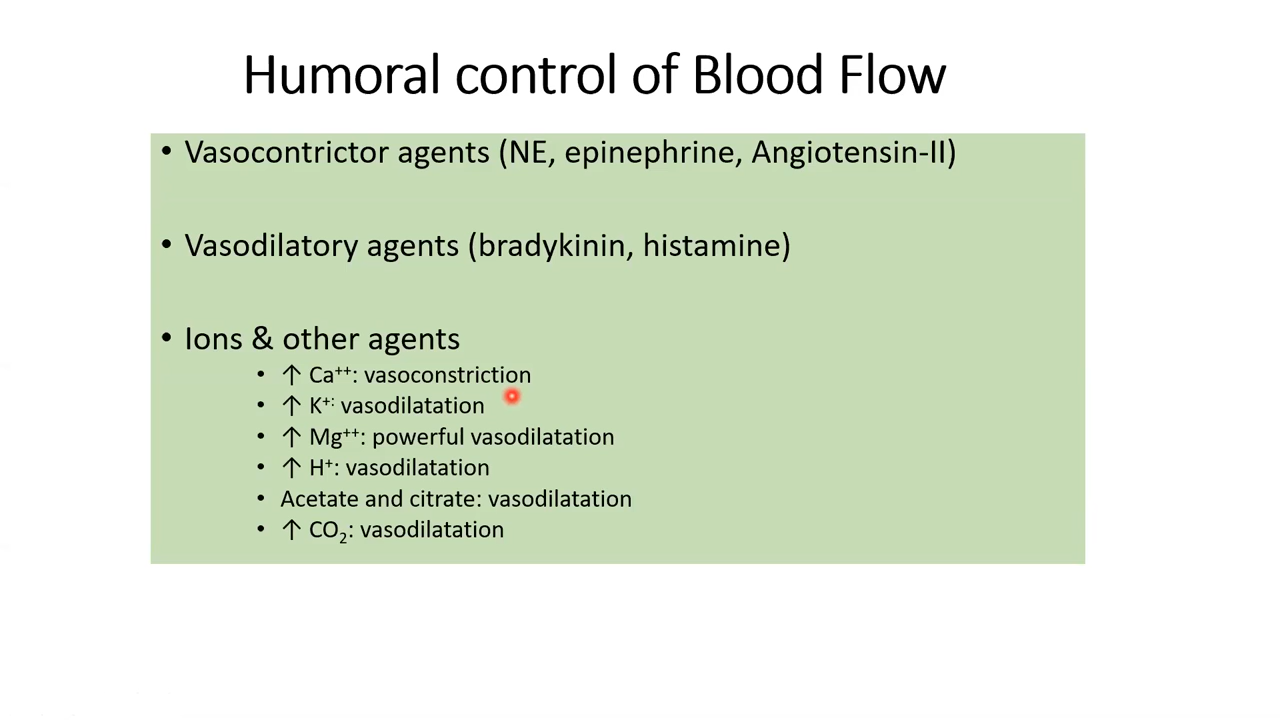 Humoral control of Blood Flow
• Vasocontrictor agents (NE, epinephrine, Angiotensin-II)
• Vasodilatory agents (bradykinin, histamine)
• Ions & other agents
• ↑ Ca⁺⁺: vasoconstriction
• ↑ K⁺: vasodilatation
• ↑ Mg⁺⁺: powerful vasodilatation
• ↑ H⁺: vasodilatation
• Acetate and citrate: vasodilatation
• ↑ CO₂: vasodilatation